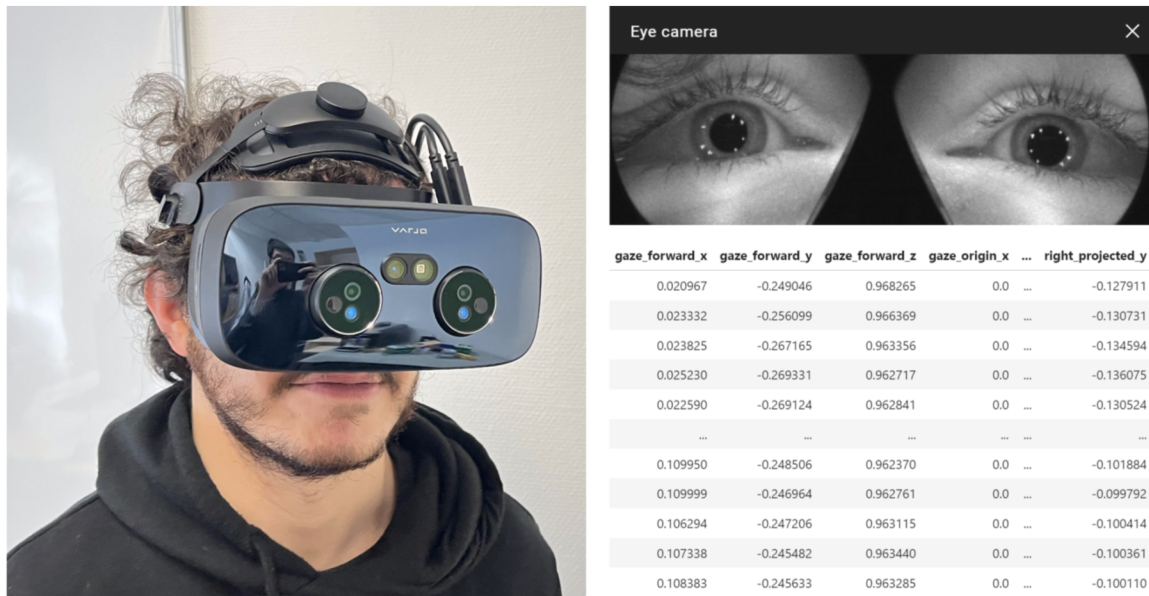 VARJO
Eye camera
gaze_forward_x gaze_forward_y gaze_forward_z gaze_origin_x ... right_projected_y
0.020967 -0.249046 0.968265 0.0 ... -0.127911
0.023332 -0.256099 0.966369 0.0 ... -0.130731
0.023825 -0.267165 0.963356 0.0 ... -0.134594
0.025230 -0.269331 0.962717 0.0 ... -0.136075
0.022590 -0.269124 0.962841 0.0 ... -0.130524
... ... ... ... ... ...
0.109950 -0.248506 0.962370 0.0 ... -0.101884
0.109999 -0.246964 0.962761 0.0 ... -0.099792
0.106294 -0.247206 0.963115 0.0 ... -0.100414
0.107338 -0.245482 0.963440 0.0 ... -0.100361
0.108383 -0.245633 0.963285 0.0 ... -0.100110